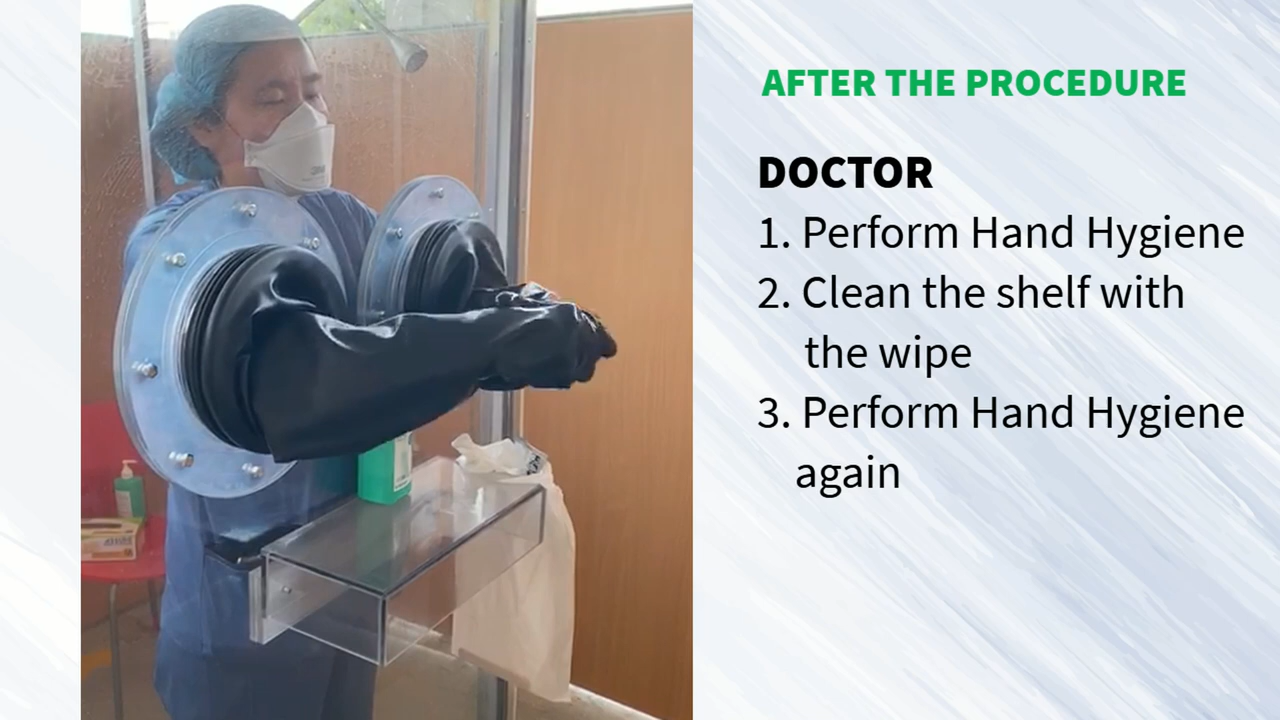 AFTER THE PROCEDURE
DOCTOR
1. Perform Hand Hygiene
2. Clean the shelf with
the wipe
3. Perform Hand Hygiene
again
3M